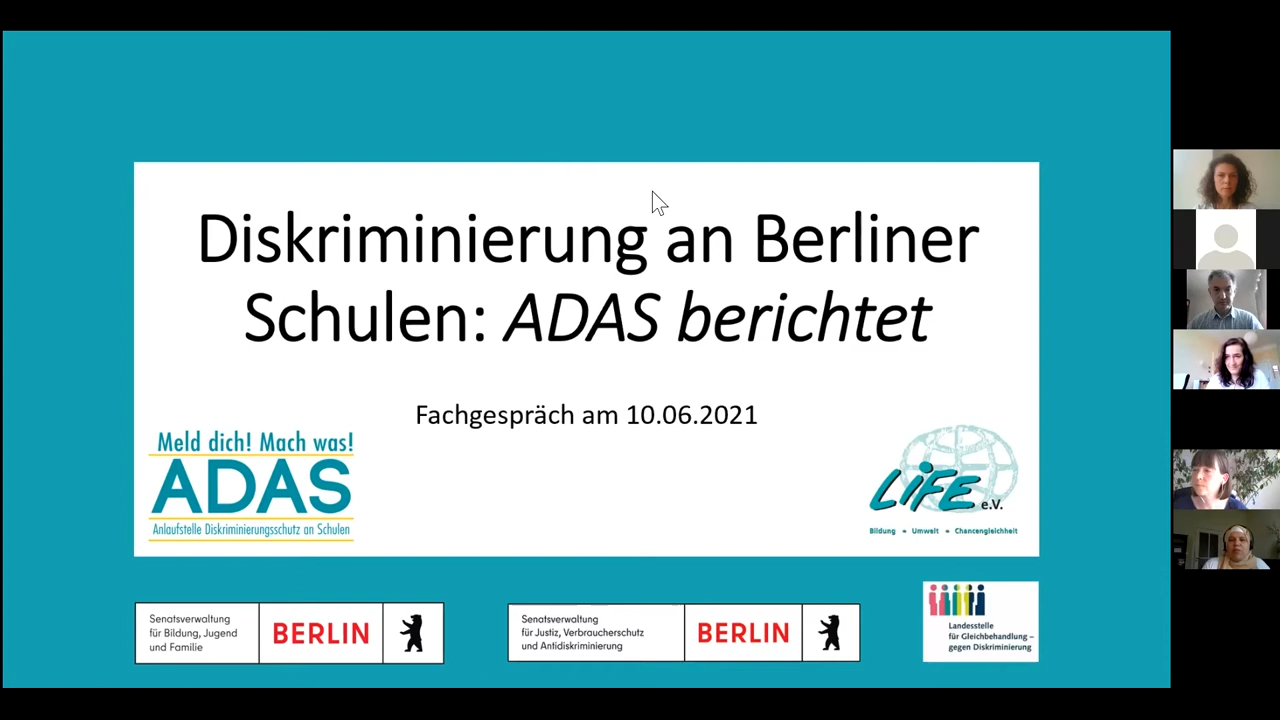 Diskriminierung an Berliner
Schulen: ADAS berichtet
Fachgespräch am 10.06.2021
Meld dich! Mach was!
ADAS
Anlaufstelle Diskriminierungsschutz an Schulen
LiFE e.V.
Bildung - Umwelt - Chancengleichheit
Senatsverwaltung
für Bildung, Jugend
und Familie
BERLIN
Senatsverwaltung
für Justiz, Verbraucherschutz
und Antidiskriminierung
BERLIN
Landesstelle
für Gleichbehandlung –
gegen Diskriminierung